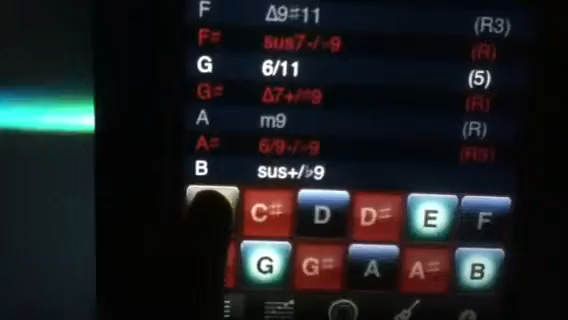 F Δ9#11 (R3)
F# sus7-/♭9 (R)
G 6/11 (5)
G# Δ7+/#9 (R)
A m9 (R)
A# 6/9-/♭9 (R3)
B sus+/♭9
C# D D# E F
G G# A A# B